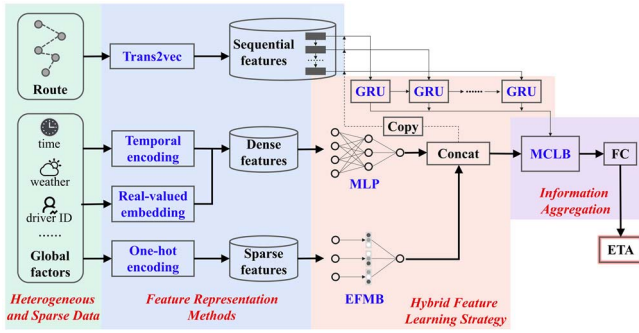 Route
Trans2vec
Sequential
features
GRU
GRU
......
GRU
time
weather
driver ID
......
Global
factors
Temporal
encoding
Real-valued
embedding
One-hot
encoding
Dense
features
Sparse
features
MLP
EFMB
Copy
Concat
MCLB
FC
ETA
Information
Aggregation
Heterogeneous
and Sparse Data
Feature Representation
Methods
Hybrid Feature
Learning Strategy